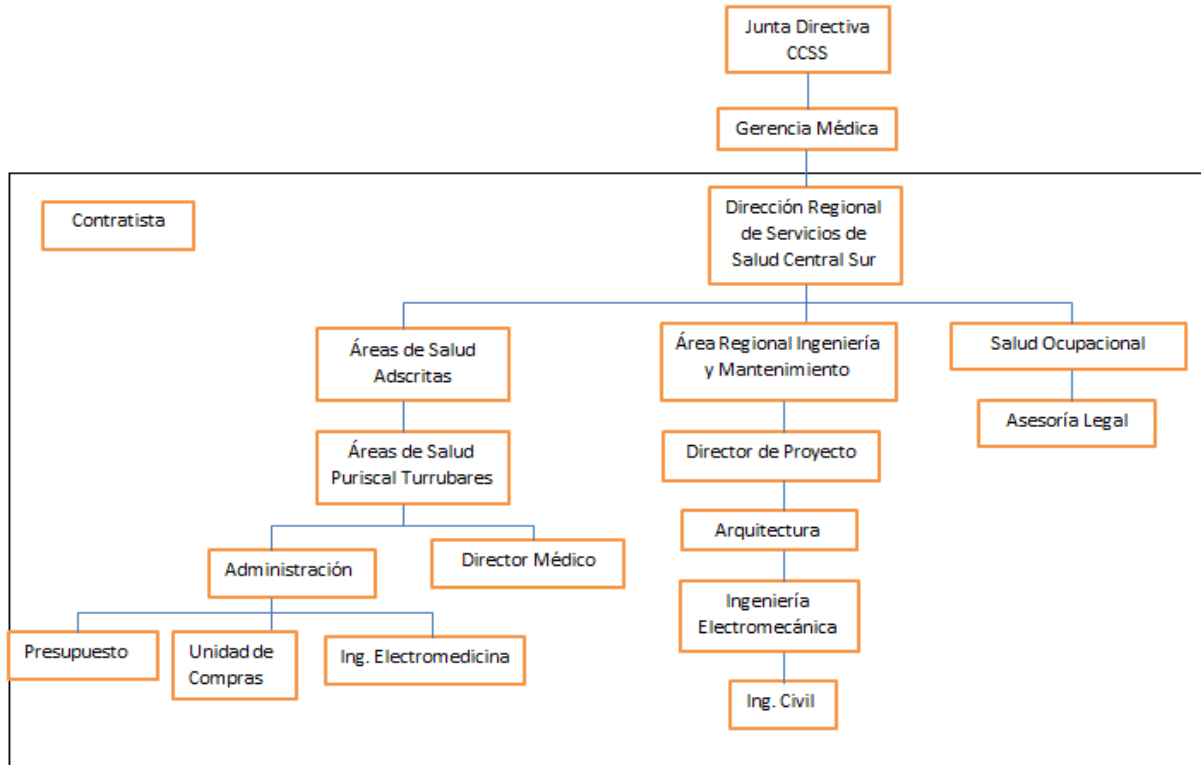 Junta Directiva
CCSS
Gerencia Médica
Contratista
Dirección Regional
de Servicios de
Salud Central Sur
Áreas de Salud
Adscritas
Área Regional Ingeniería
y Mantenimiento
Salud Ocupacional
Asesoría Legal
Áreas de Salud
Puriscal Turrubares
Director de Proyecto
Arquitectura
Administración
Director Médico
Ingeniería
Electromecánica
Presupuesto
Unidad de
Compras
Ing. Electromedicina
Ing. Civil